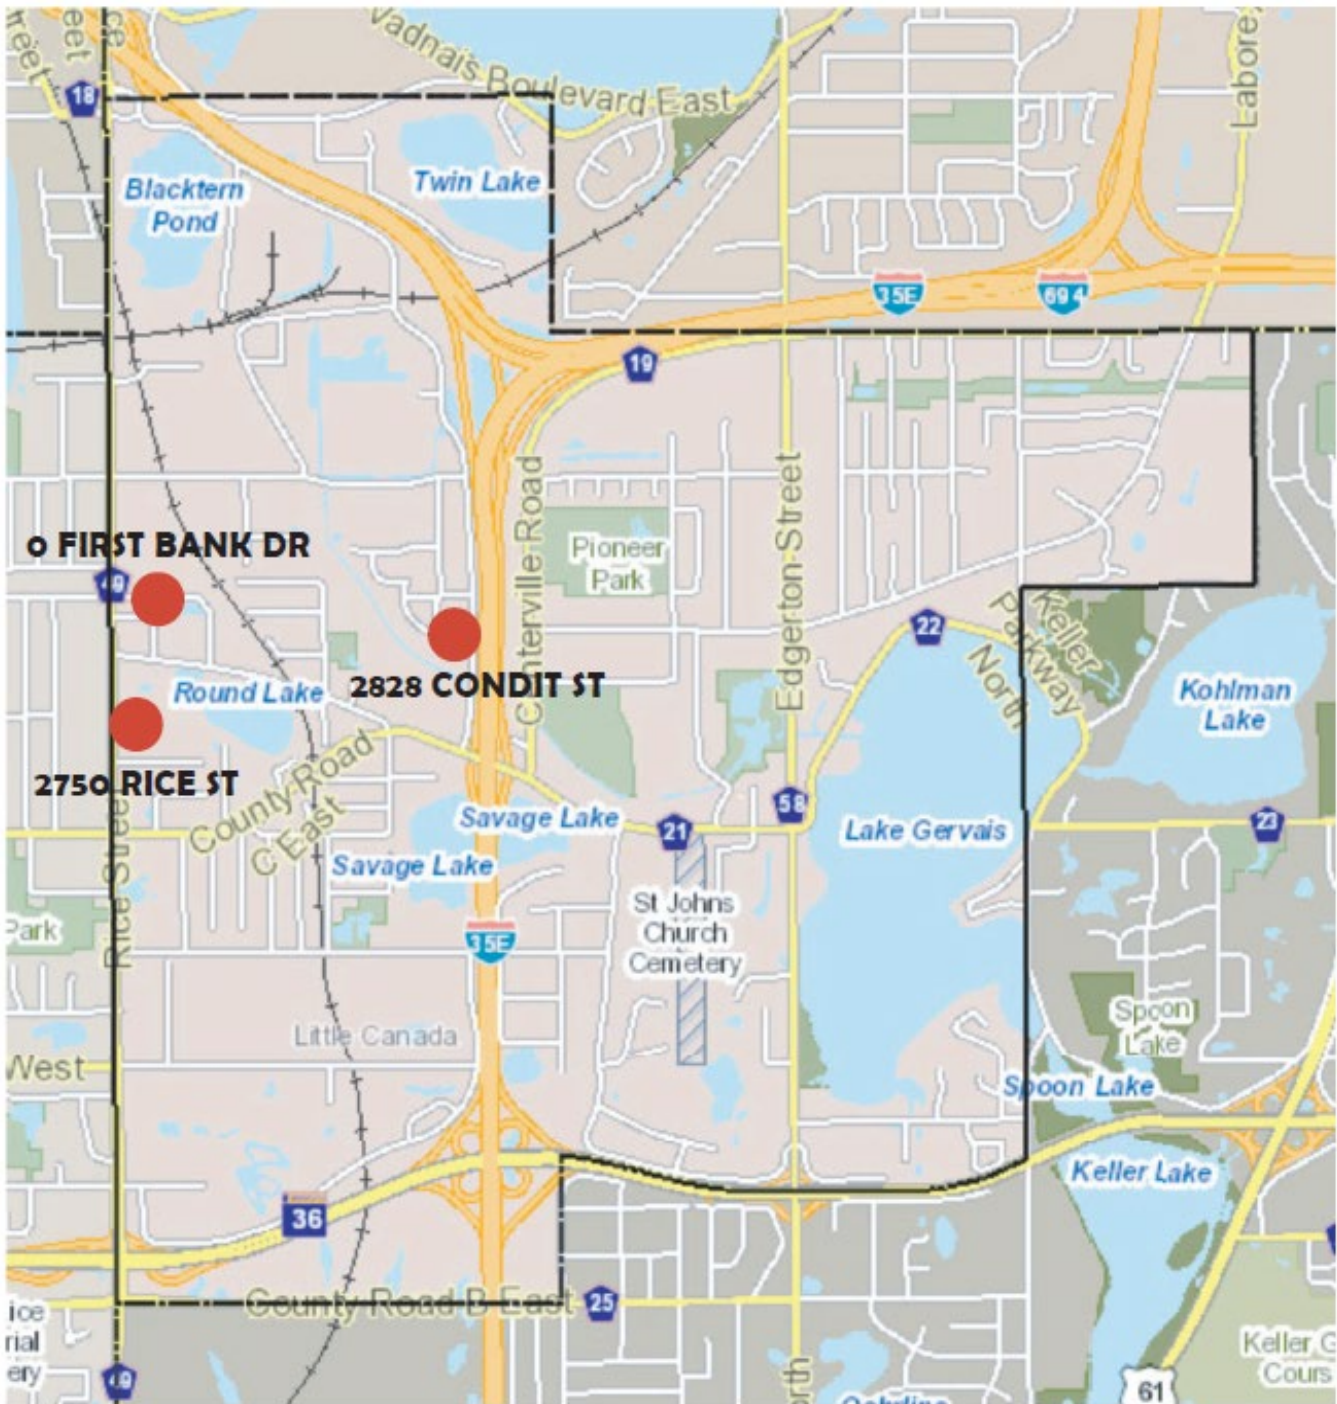 Vadnais Boulevard East
Labore
18
Blacktern
Pond
Twin Lake
35E
694
19
0 FIRST BANK DR
49
Centerville Road
Pioneer
Park
Edgerton Street
22
Keller
Parkway
North
Kohlman
Lake
2828 CONDIT ST
Round Lake
2750 RICE ST
County Road
C East
Savage Lake
21
58
Lake Gervais
23
Savage Lake
Rice Street
Park
35E
St Johns
Church
Cemetery
Little Canada
Spoon
Lake
West
Spoon Lake
Keller Lake
36
County Road B East
25
49
Keller G
Cours
61